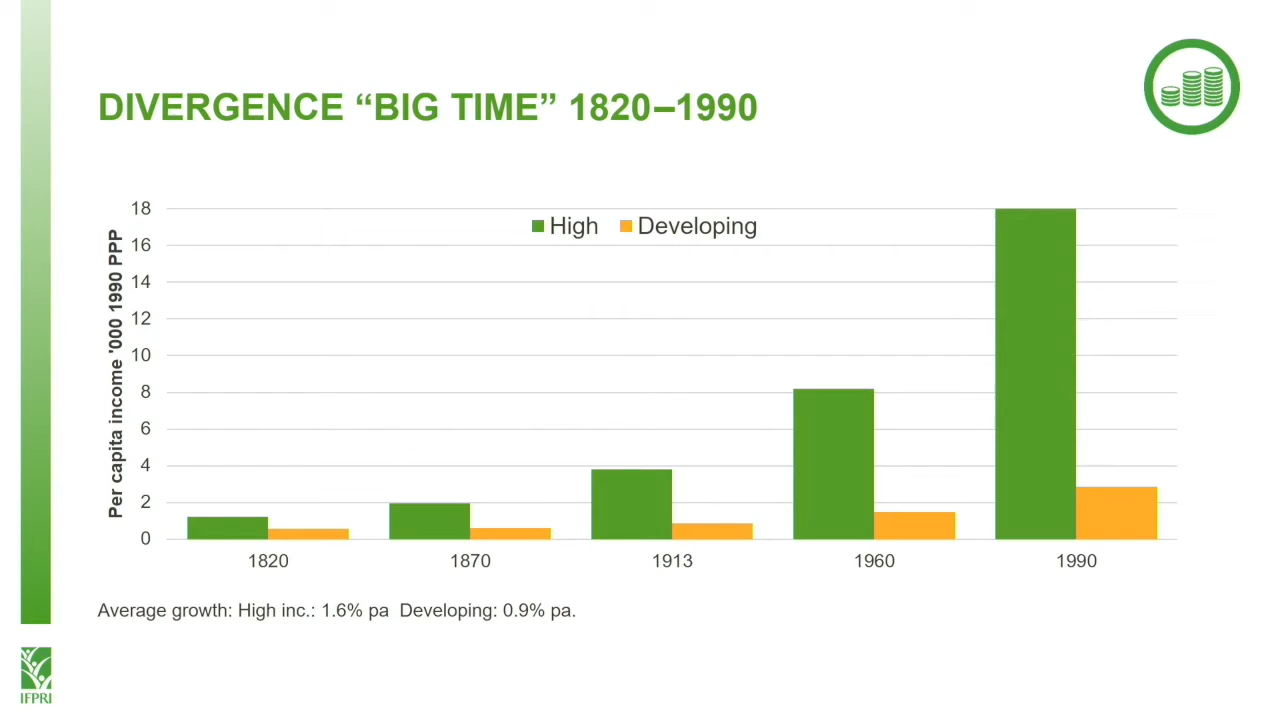 DIVERGENCE “BIG TIME” 1820–1990
Per capita income '000 1990 PPP
18
16
14
12
10
8
6
4
2
0
High
Developing
1820
1870
1913
1960
1990
Average growth: High inc.: 1.6% pa  Developing: 0.9% pa.
IFPRI